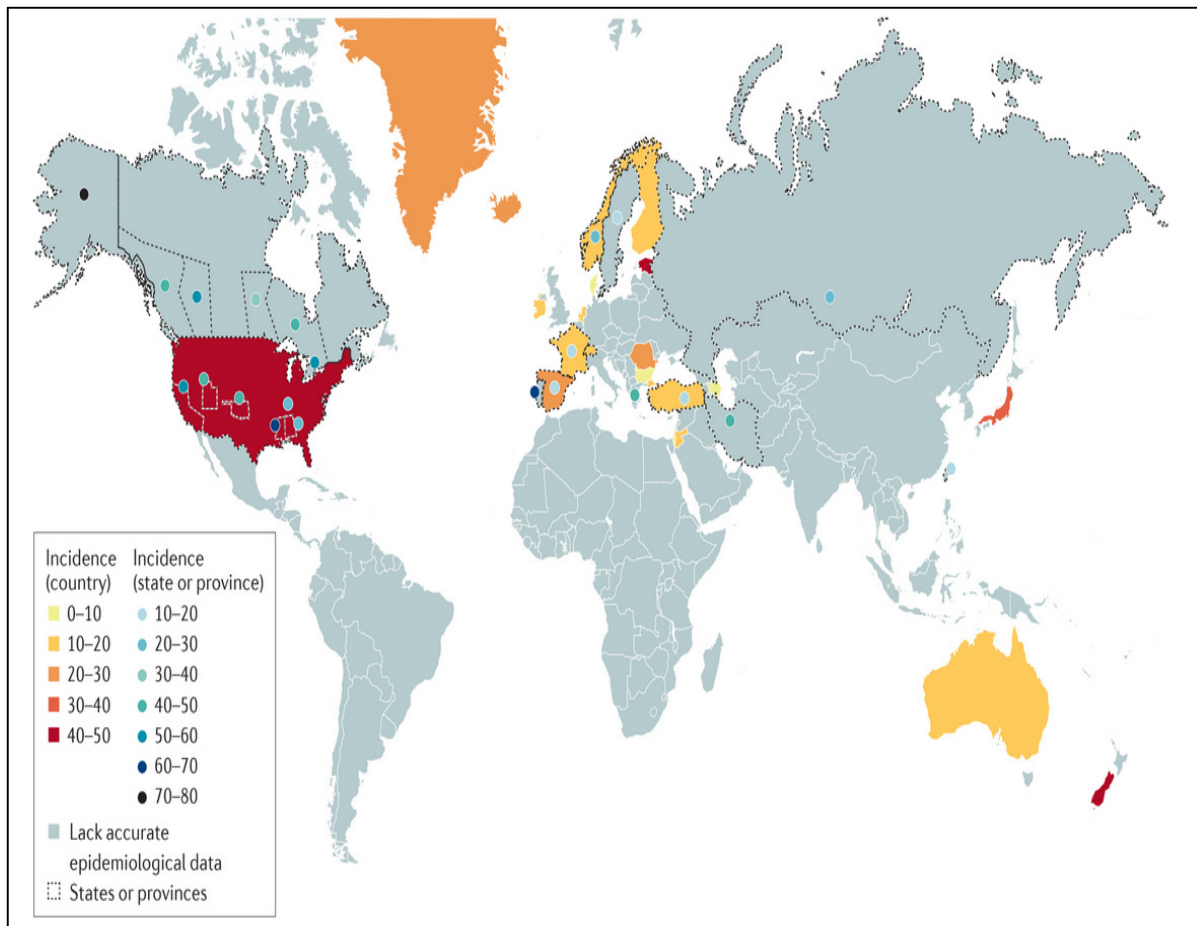 Incidence
(country)
0–10
10–20
20–30
30–40
40–50
Incidence
(state or province)
10–20
20–30
30–40
40–50
50–60
60–70
70–80
Lack accurate
epidemiological data
States or provinces